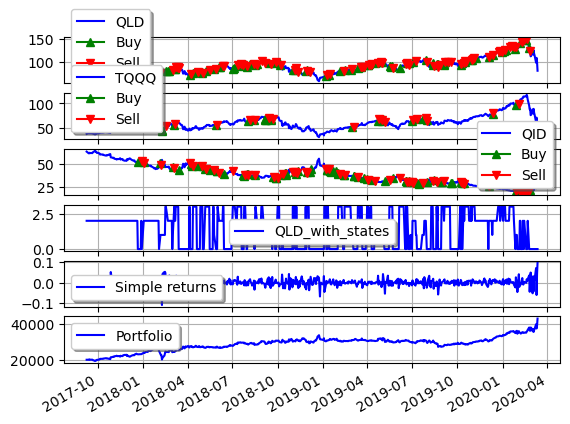 QLD
Buy
Sell
150
100
TQQQ
Buy
Sell
100
50
QID
Buy
Sell
50
25
QLD_with_states
2.5
0.0
Simple returns
0.1
0.0
−0.1
Portfolio
40000
20000
2017-10
2018-01
2018-04
2018-07
2018-10
2019-01
2019-04
2019-07
2019-10
2020-01
2020-04